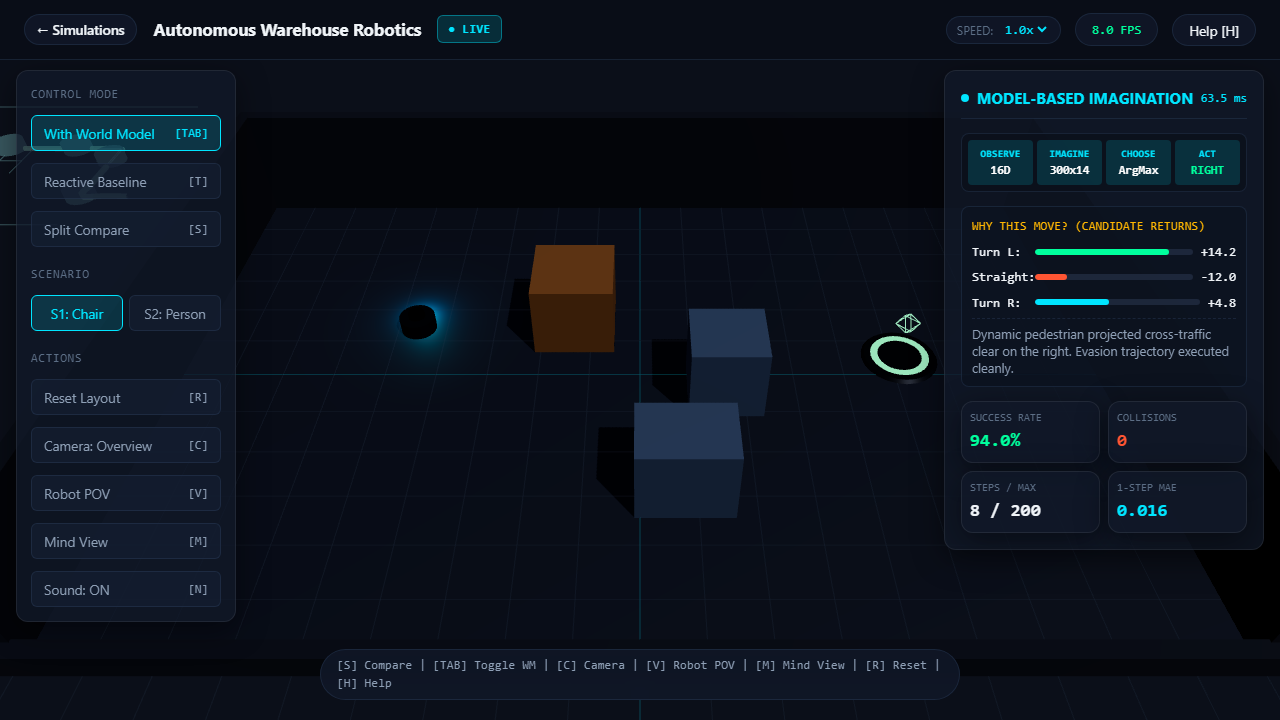 ← Simulations
Autonomous Warehouse Robotics
LIVE
SPEED: 1.0x
8.0 FPS
Help [H]
CONTROL MODE
With World Model [TAB]
Reactive Baseline [T]
Split Compare [S]
SCENARIO
S1: Chair
S2: Person
ACTIONS
Reset Layout [R]
Camera: Overview [C]
Robot POV [V]
Mind View [M]
Sound: ON [N]
MODEL-BASED IMAGINATION 63.5 ms
OBSERVE IMAGINE CHOOSE ACT
16D 300x14 ArgMax RIGHT
WHY THIS MOVE? (CANDIDATE RETURNS)
Turn L: +14.2
Straight: -12.0
Turn R: +4.8
Dynamic pedestrian projected cross-traffic
clear on the right. Evasion trajectory executed
cleanly.
SUCCESS RATE COLLISIONS
94.0% 0
STEPS / MAX 1-STEP MAE
8 / 200 0.016
[S] Compare | [TAB] Toggle WM | [C] Camera | [V] Robot POV | [M] Mind View | [R] Reset |
[H] Help